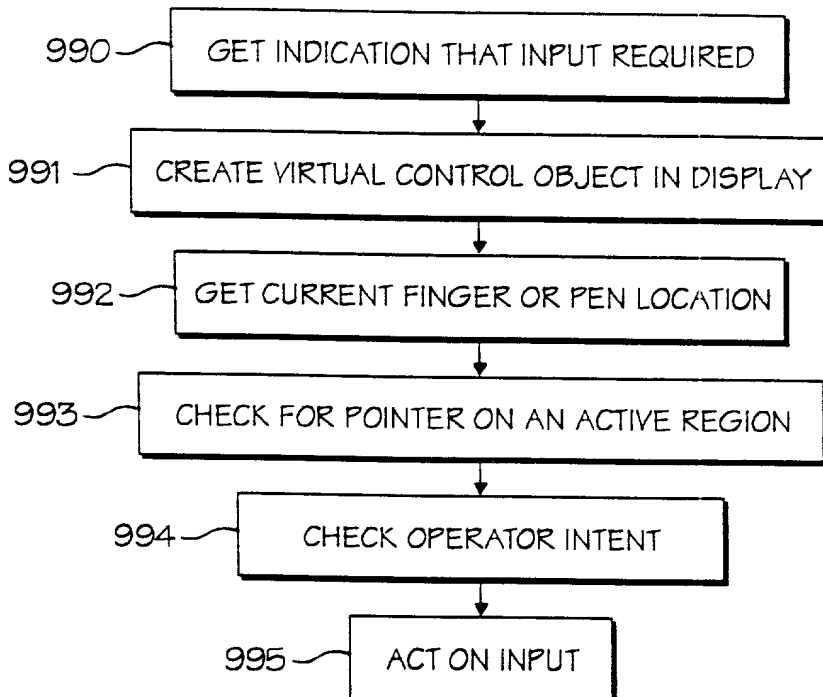 990 GET INDICATION THAT INPUT REQUIRED
991 CREATE VIRTUAL CONTROL OBJECT IN DISPLAY
992 GET CURRENT FINGER OR PEN LOCATION
993 CHECK FOR POINTER ON AN ACTIVE REGION
994 CHECK OPERATOR INTENT
995 ACT ON INPUT